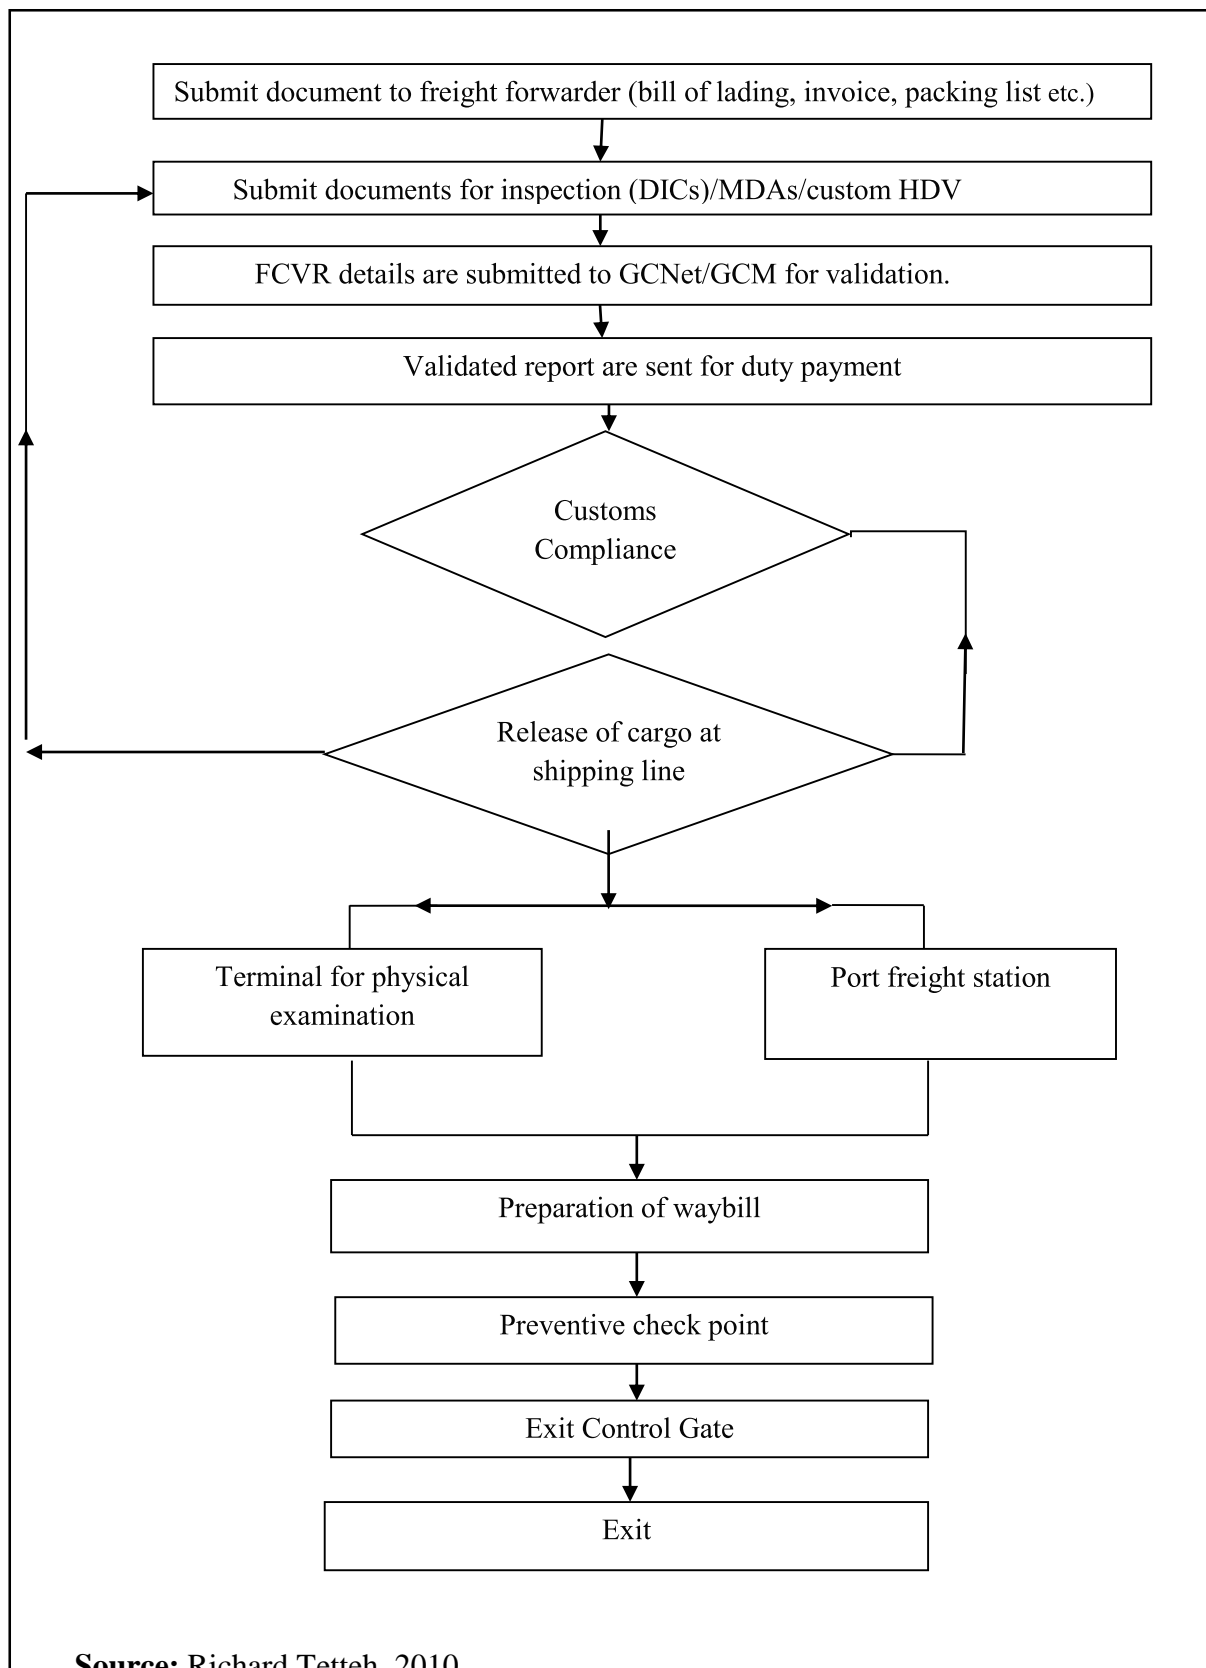 Submit document to freight forwarder (bill of lading, invoice, packing list etc.)
Submit documents for inspection (DICs)/MDAs/custom HDV
FCVR details are submitted to GCNet/GCM for validation.
Validated report are sent for duty payment
Customs
Compliance
Release of cargo at
shipping line
Terminal for physical
examination
Port freight station
Preparation of waybill
Preventive check point
Exit Control Gate
Exit
Source: Richard Tetteh, 2010